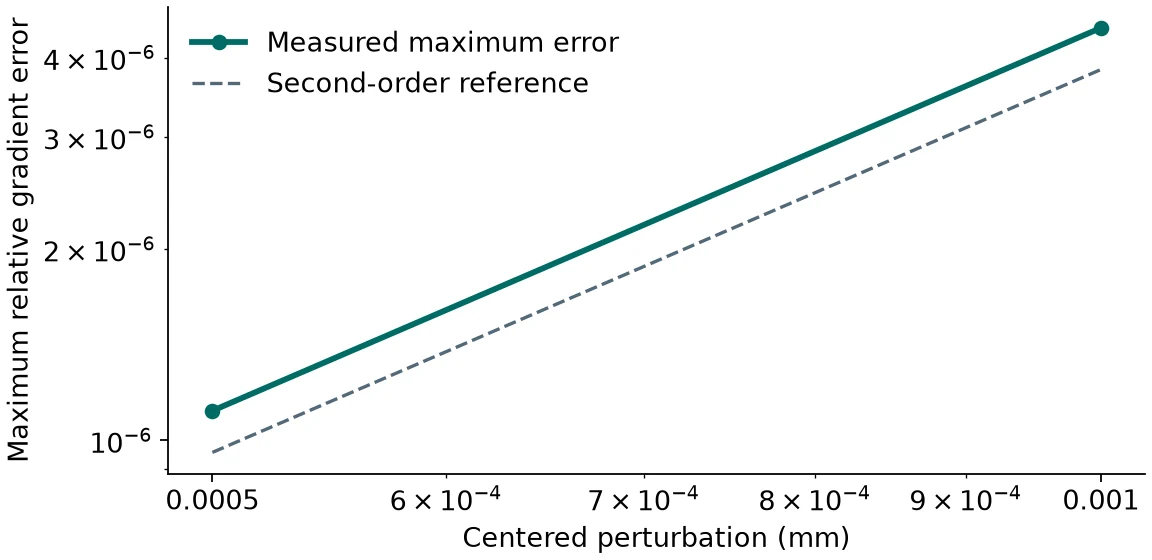 Maximum relative gradient error
4 × 10⁻⁶
3 × 10⁻⁶
2 × 10⁻⁶
10⁻⁶
Measured maximum error
Second-order reference
0.0005
6 × 10⁻⁴
7 × 10⁻⁴
8 × 10⁻⁴
9 × 10⁻⁴
0.001
Centered perturbation (mm)